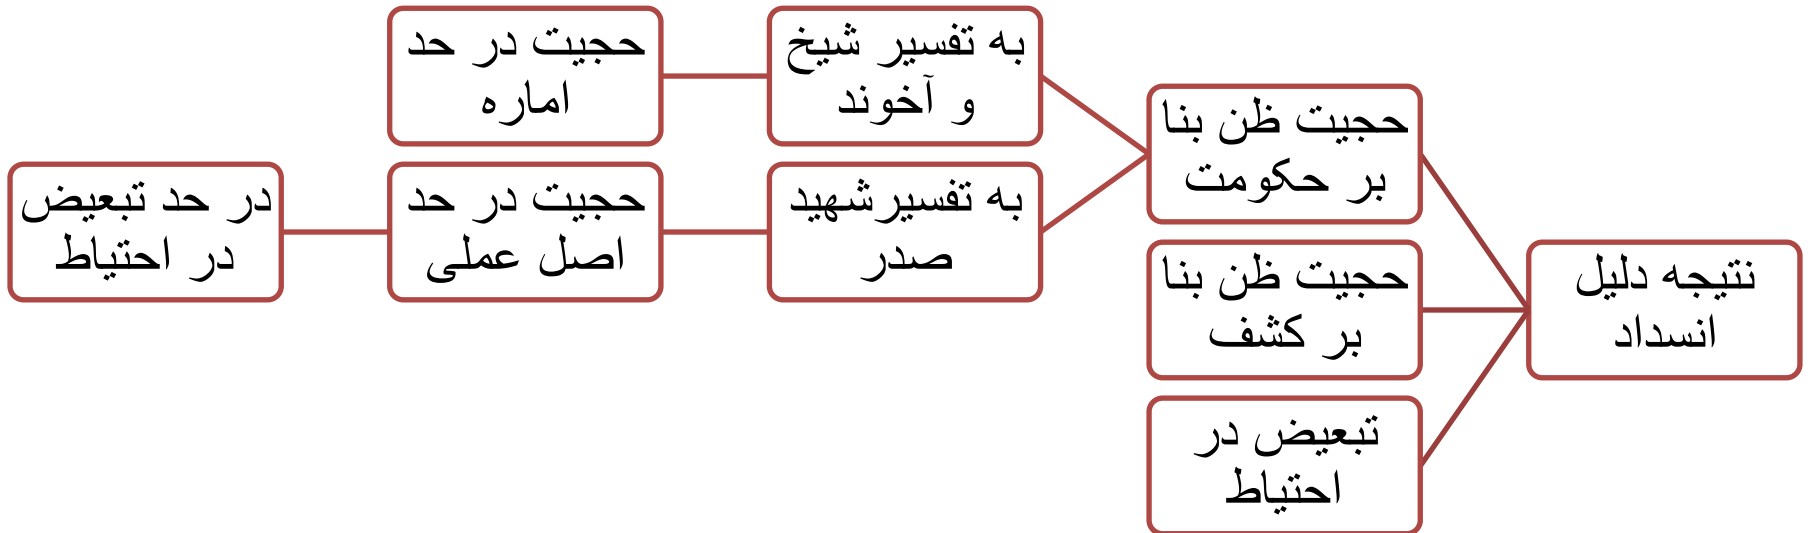 نتیجه دلیل
انسداد
حجیت ظن بنا
بر حکومت
به تفسیر شیخ
و آخوند
حجیت در حد
اماره
به تفسیرشهید
صدر
حجیت در حد
اصل عملی
در حد تبعیض
در احتیاط
حجیت ظن بنا
بر کشف
تبعیض در
احتیاط